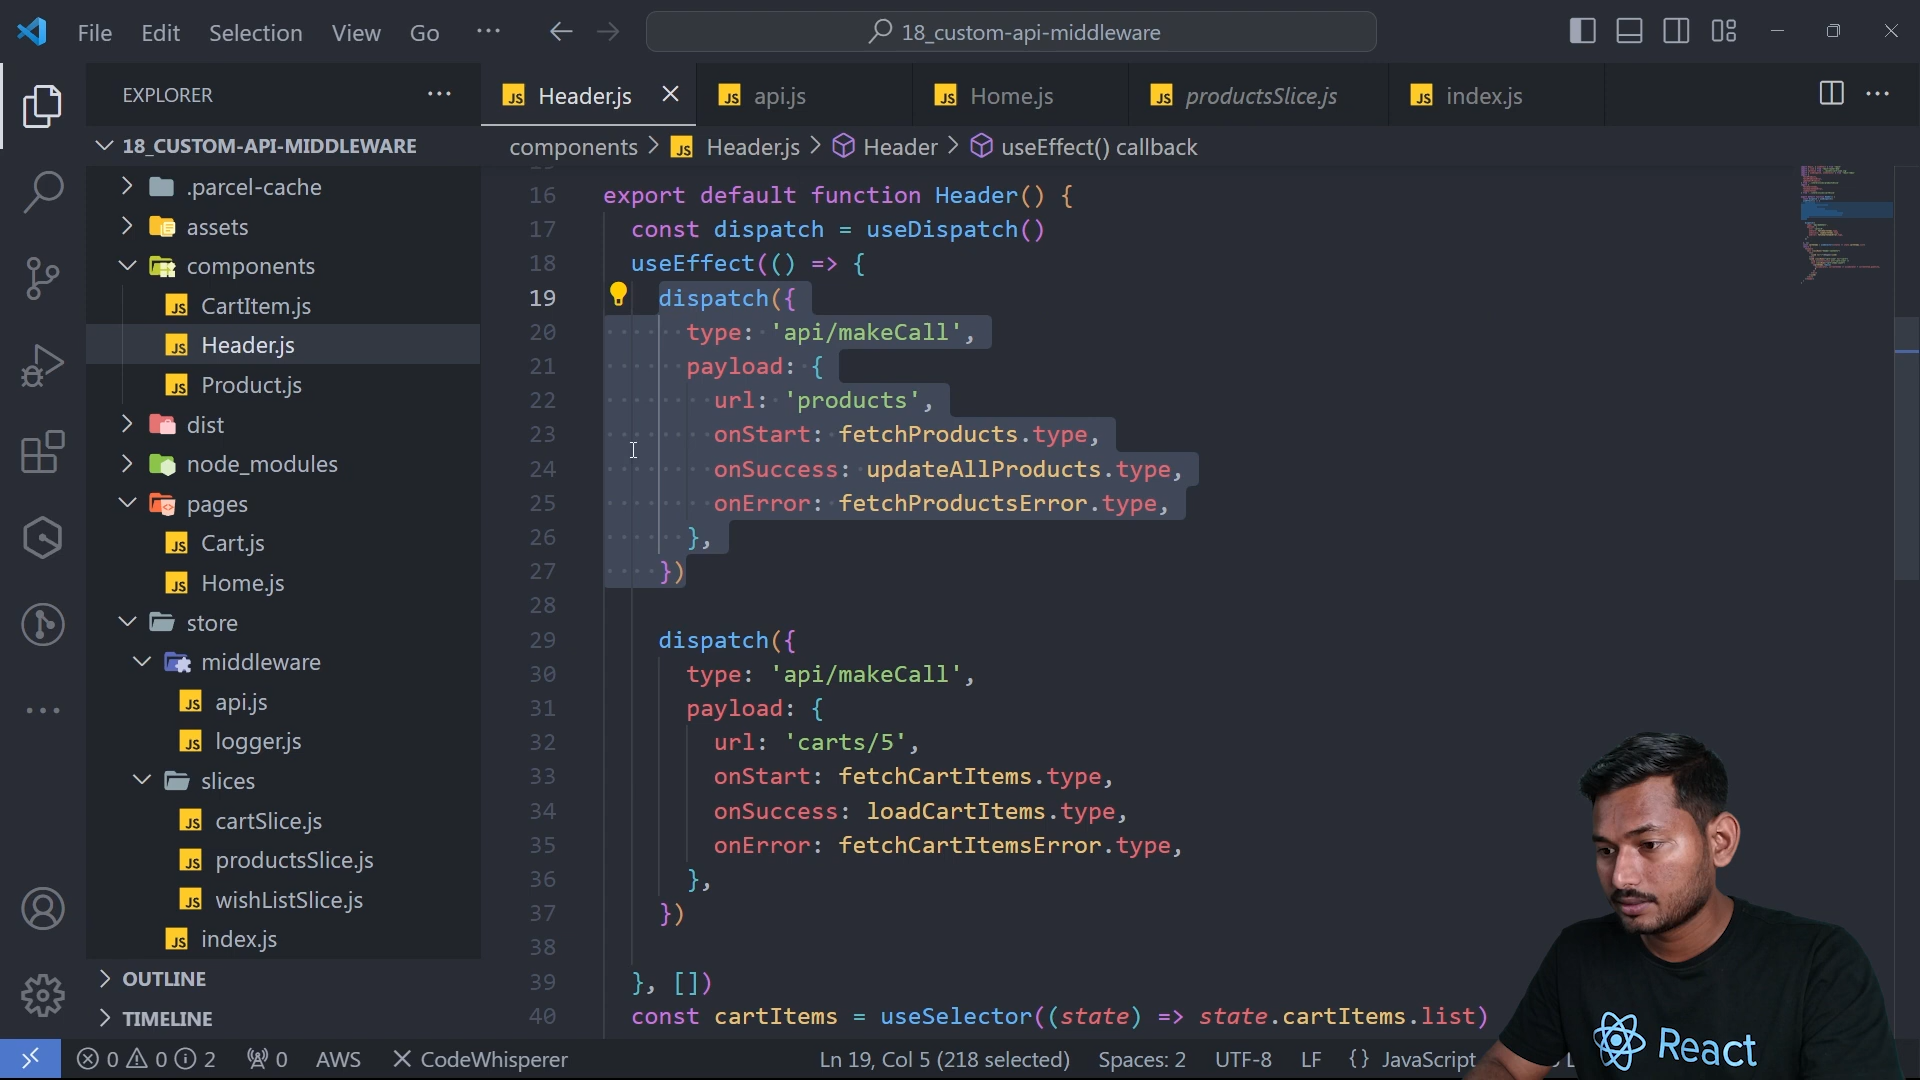 File Edit Selection View Go ··· 18_custom-api-middleware
EXPLORER ···
Header.js api.js Home.js productsSlice.js index.js
components > Header.js > Header > useEffect() callback
18_CUSTOM-API-MIDDLEWARE
.parcel-cache
assets
components
CartItem.js
Header.js
Product.js
dist
node_modules
pages
Cart.js
Home.js
store
middleware
api.js
logger.js
slices
cartSlice.js
productsSlice.js
wishListSlice.js
index.js
OUTLINE
TIMELINE
16 export default function Header() {
17 const dispatch = useDispatch()
18 useEffect(() => {
19 dispatch({
20 type: 'api/makeCall',
21 payload: {
22 url: 'products',
23 onStart: fetchProducts.type,
24 onSuccess: updateAllProducts.type,
25 onError: fetchProductsError.type,
26 },
27 })
28
29 dispatch({
30 type: 'api/makeCall',
31 payload: {
32 url: 'carts/5',
33 onStart: fetchCartItems.type,
34 onSuccess: loadCartItems.type,
35 onError: fetchCartItemsError.type,
36 },
37 })
38
39 }, [])
40 const cartItems = useSelector((state) => state.cartItems.list)
React
0 0 2 0 AWS CodeWhisperer Ln 19, Col 5 (218 selected) Spaces: 2 UTF-8 LF {} JavaScript